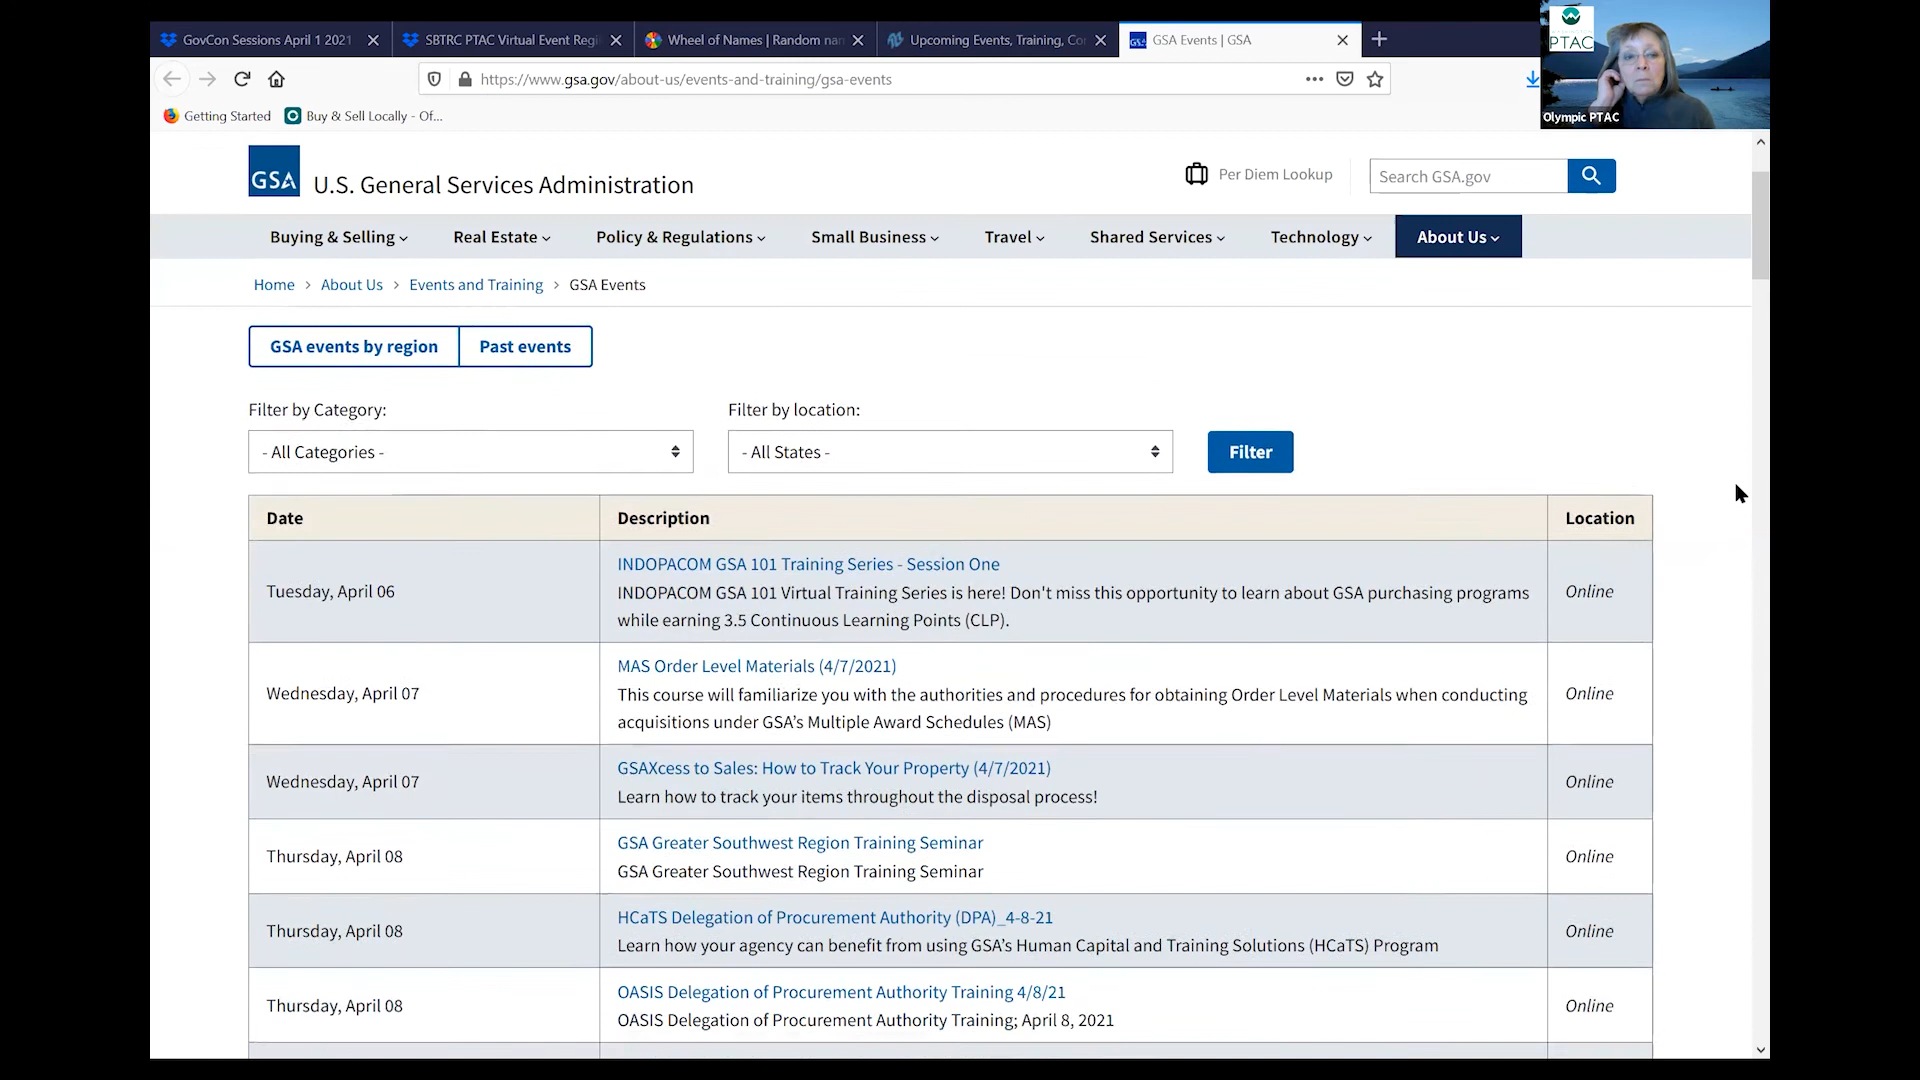 GovCon Sessions April 1 2021
SBTRC PTAC Virtual Event Regi
Wheel of Names | Random nam
Upcoming Events, Training, Co
GSA Events | GSA
PTAC
https://www.gsa.gov/about-us/events-and-training/gsa-events
Getting Started
Buy & Sell Locally - Of...
Olympic PTAC
GSA
U.S. General Services Administration
Per Diem Lookup
Search GSA.gov
Buying & Selling
Real Estate
Policy & Regulations
Small Business
Travel
Shared Services
Technology
About Us
Home > About Us > Events and Training > GSA Events
GSA events by region
Past events
Filter by Category:
Filter by location:
- All Categories -
- All States -
Filter
Date
Description
Location
Tuesday, April 06
INDOPACOM GSA 101 Training Series - Session One
INDOPACOM GSA 101 Virtual Training Series is here! Don't miss this opportunity to learn about GSA purchasing programs
while earning 3.5 Continuous Learning Points (CLP).
Online
Wednesday, April 07
MAS Order Level Materials (4/7/2021)
This course will familiarize you with the authorities and procedures for obtaining Order Level Materials when conducting
acquisitions under GSA’s Multiple Award Schedules (MAS)
Online
Wednesday, April 07
GSAXcess to Sales: How to Track Your Property (4/7/2021)
Learn how to track your items throughout the disposal process!
Online
Thursday, April 08
GSA Greater Southwest Region Training Seminar
GSA Greater Southwest Region Training Seminar
Online
Thursday, April 08
HCaTS Delegation of Procurement Authority (DPA)_4-8-21
Learn how your agency can benefit from using GSA’s Human Capital and Training Solutions (HCaTS) Program
Online
Thursday, April 08
OASIS Delegation of Procurement Authority Training 4/8/21
OASIS Delegation of Procurement Authority Training; April 8, 2021
Online